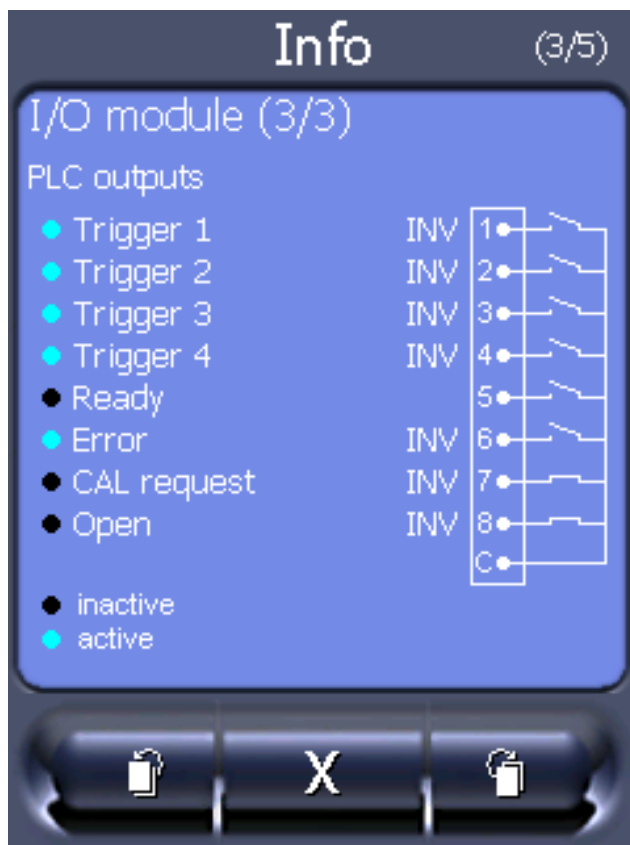 Info (3/5)
I/O module (3/3)
PLC outputs
Trigger 1 INV 1
Trigger 2 INV 2
Trigger 3 INV 3
Trigger 4 INV 4
Ready 5
Error INV 6
CAL request INV 7
Open INV 8
C
inactive
active
X